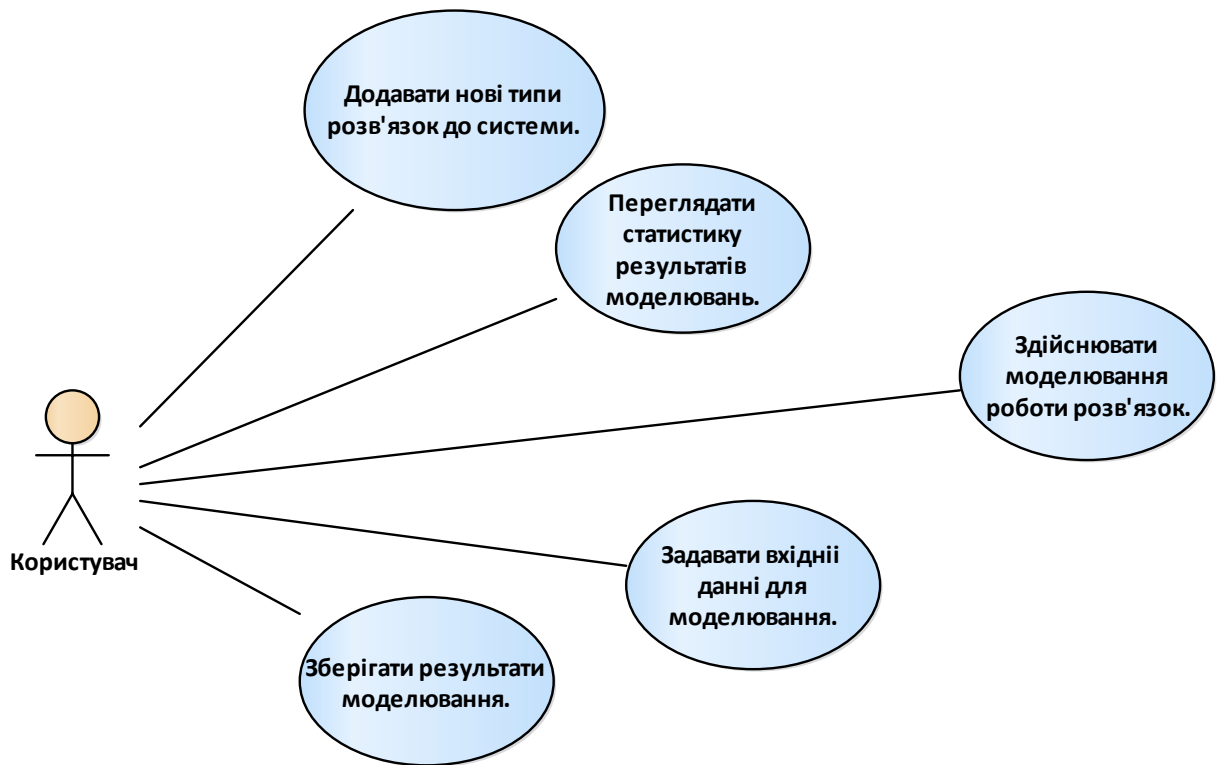 Додавати нові типи
розв'язок до системи.
Переглядати
статистику
результатів
моделювань.
Здійснювати
моделювання
роботи розв'язок.
Користувач
Задавати вхідніі
данні для
моделювання.
Зберігати результати
моделювання.